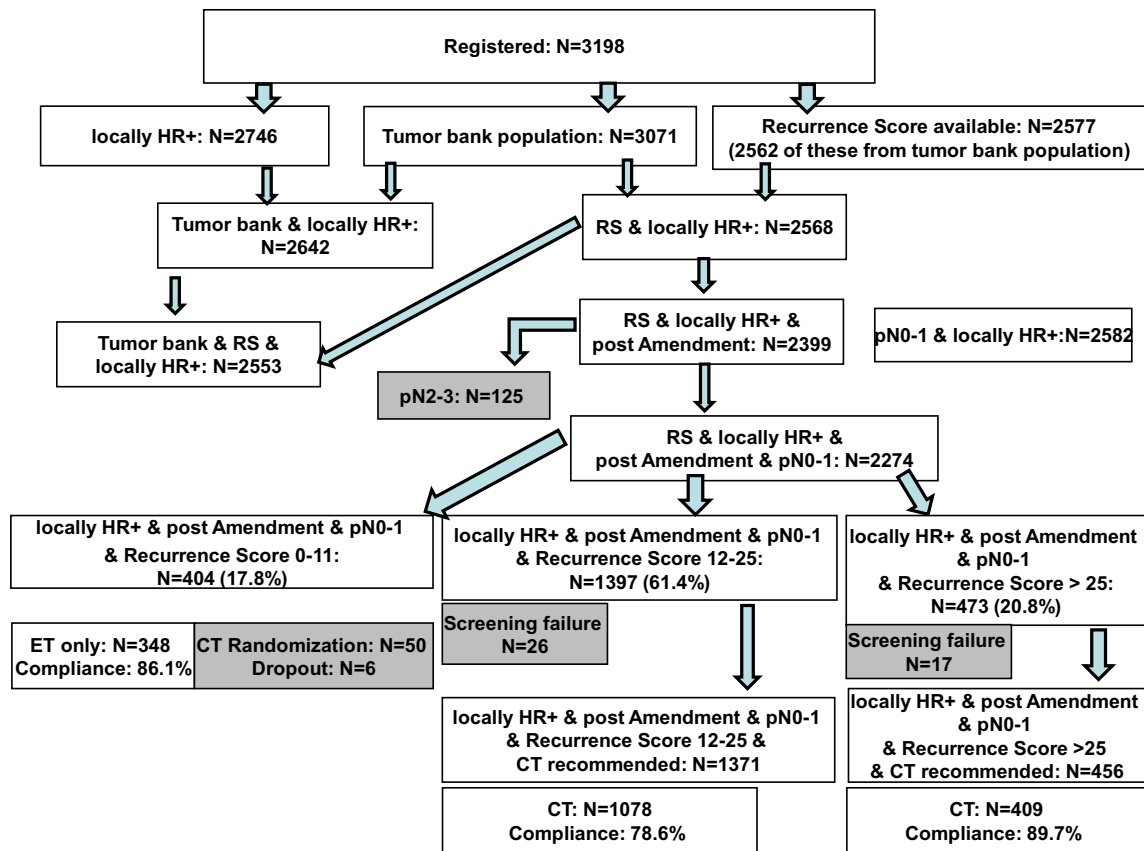 Registered: N=3198
locally HR+: N=2746
Tumor bank population: N=3071
Recurrence Score available: N=2577
(2562 of these from tumor bank population)
Tumor bank & locally HR+:
N=2642
RS & locally HR+: N=2568
Tumor bank & RS &
locally HR+: N=2553
RS & locally HR+ &
post Amendment: N=2399
pN0-1 & locally HR+:N=2582
pN2-3: N=125
RS & locally HR+ &
post Amendment & pN0-1: N=2274
locally HR+ & post Amendment & pN0-1
& Recurrence Score 0-11:
N=404 (17.8%)
locally HR+ & post Amendment & pN0-1
& Recurrence Score 12-25:
N=1397 (61.4%)
locally HR+ & post Amendment
& pN0-1
& Recurrence Score > 25:
N=473 (20.8%)
ET only: N=348
Compliance: 86.1%
CT Randomization: N=50
Dropout: N=6
Screening failure
N=26
Screening failure
N=17
locally HR+ & post Amendment & pN0-1
& Recurrence Score 12-25 &
CT recommended: N=1371
locally HR+ & post Amendment
& pN0-1
& Recurrence Score >25
& CT recommended: N=456
CT: N=1078
Compliance: 78.6%
CT: N=409
Compliance: 89.7%